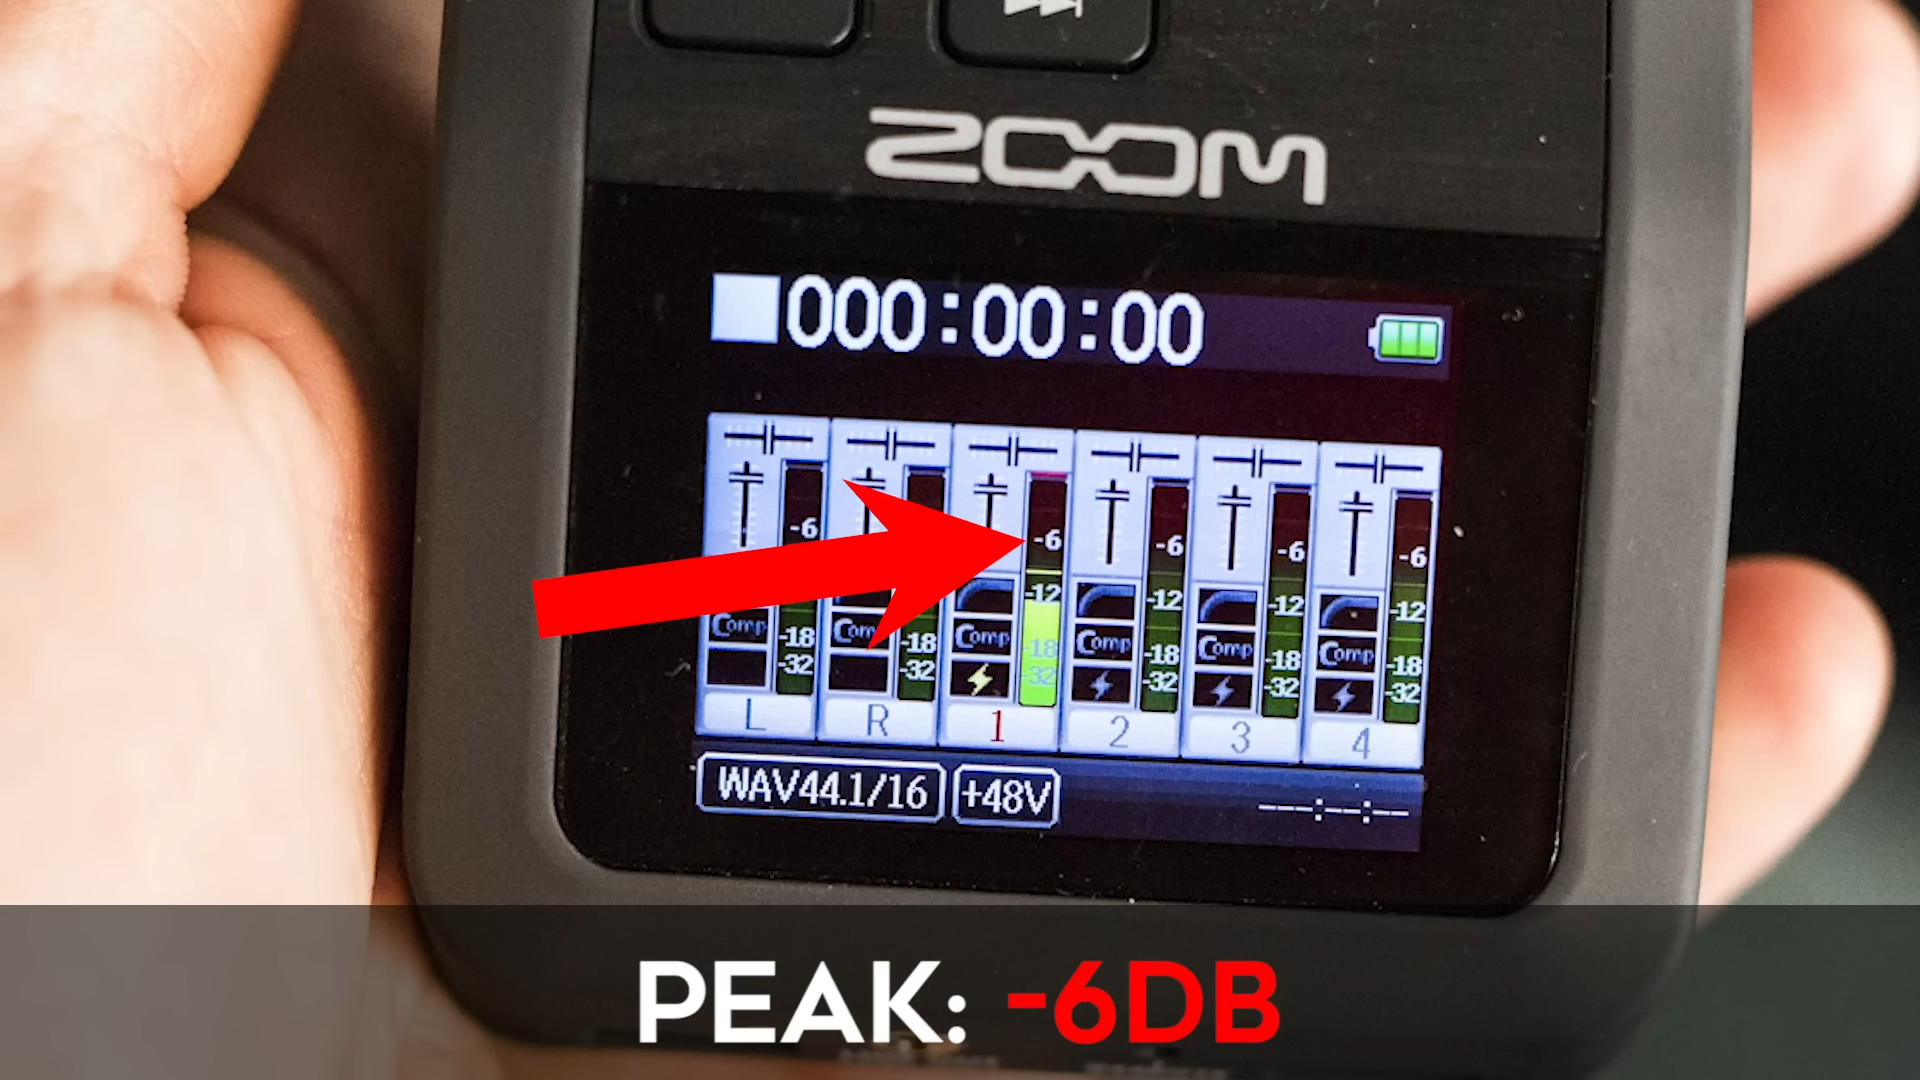 ZOOM
000:00:00
-6 -6 -6 -6 -6
-12 -12 -12 -12
Comp Comp Comp Comp Comp Comp
-18 -18 -18 -18 -18 -18
-32 -32 -32 -32 -32 -32
L R 1 2 3 4
WAV44.1/16 +48V --:--:--
PEAK: -6DB